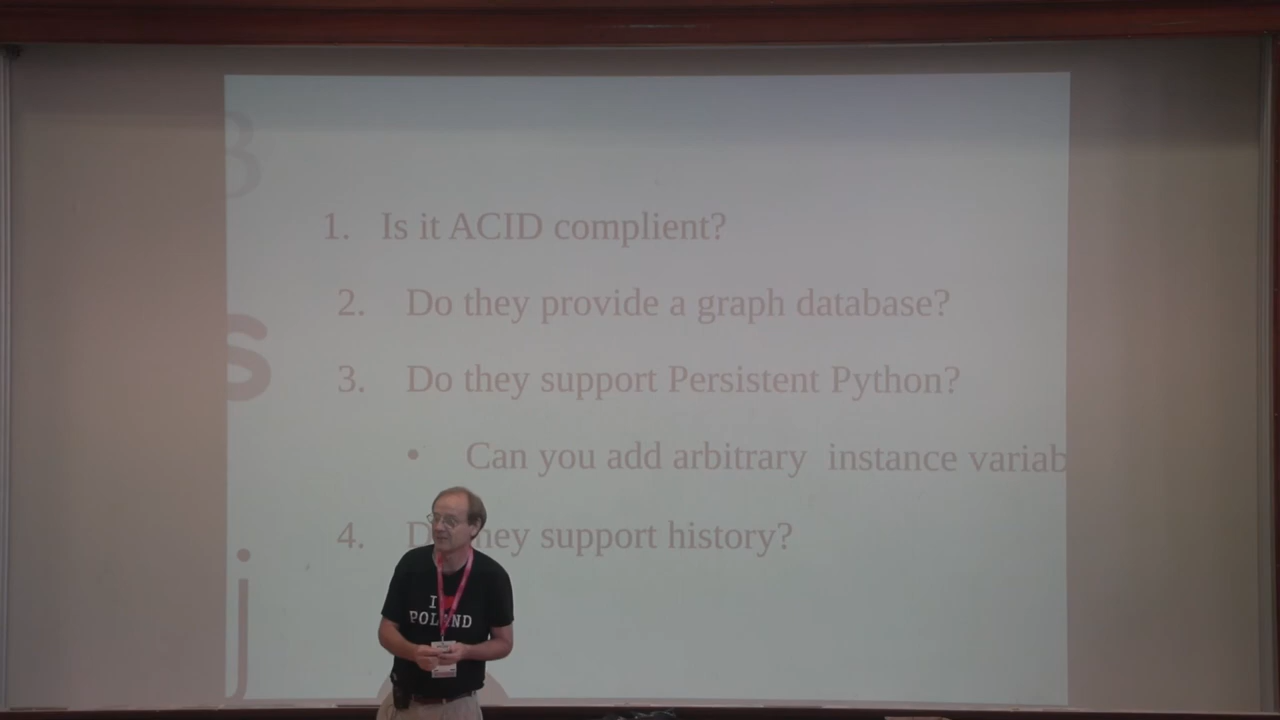 1. Is it ACID complient?
2. Do they provide a graph database?
3. Do they support Persistent Python?
• Can you add arbitrary instance variab
4. D hey support history?
s
j
I
POLAND